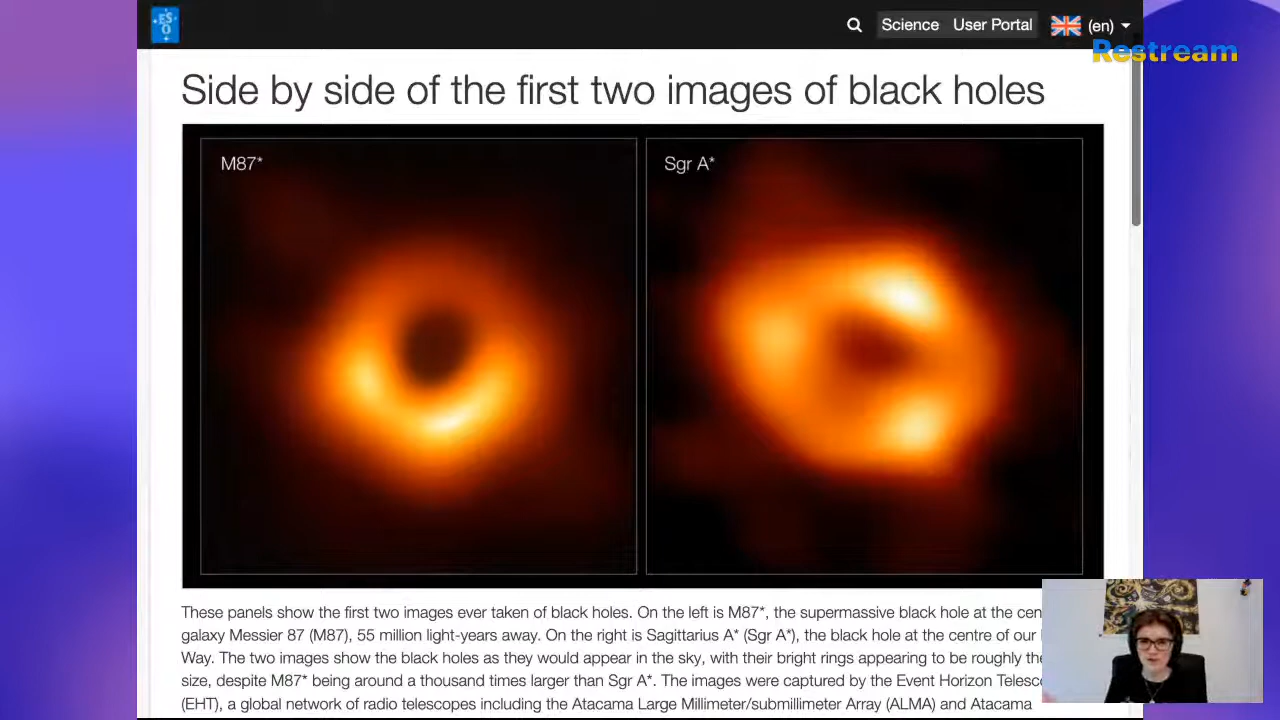 ESO
Science User Portal (en)
Restream
Side by side of the first two images of black holes
M87*
Sgr A*
These panels show the first two images ever taken of black holes. On the left is M87*, the supermassive black hole at the
galaxy Messier 87 (M87), 55 million light-years away. On the right is Sagittarius A* (Sgr A*), the black hole at the centre of our
Way. The two images show the black holes as they would appear in the sky, with their bright rings appearing to be roughly
size, despite M87* being around a thousand times larger than Sgr A*. The images were captured by the Event Horizon
(EHT), a global network of radio telescopes including the Atacama Large Millimeter/submillimeter Array (ALMA) and Atacama